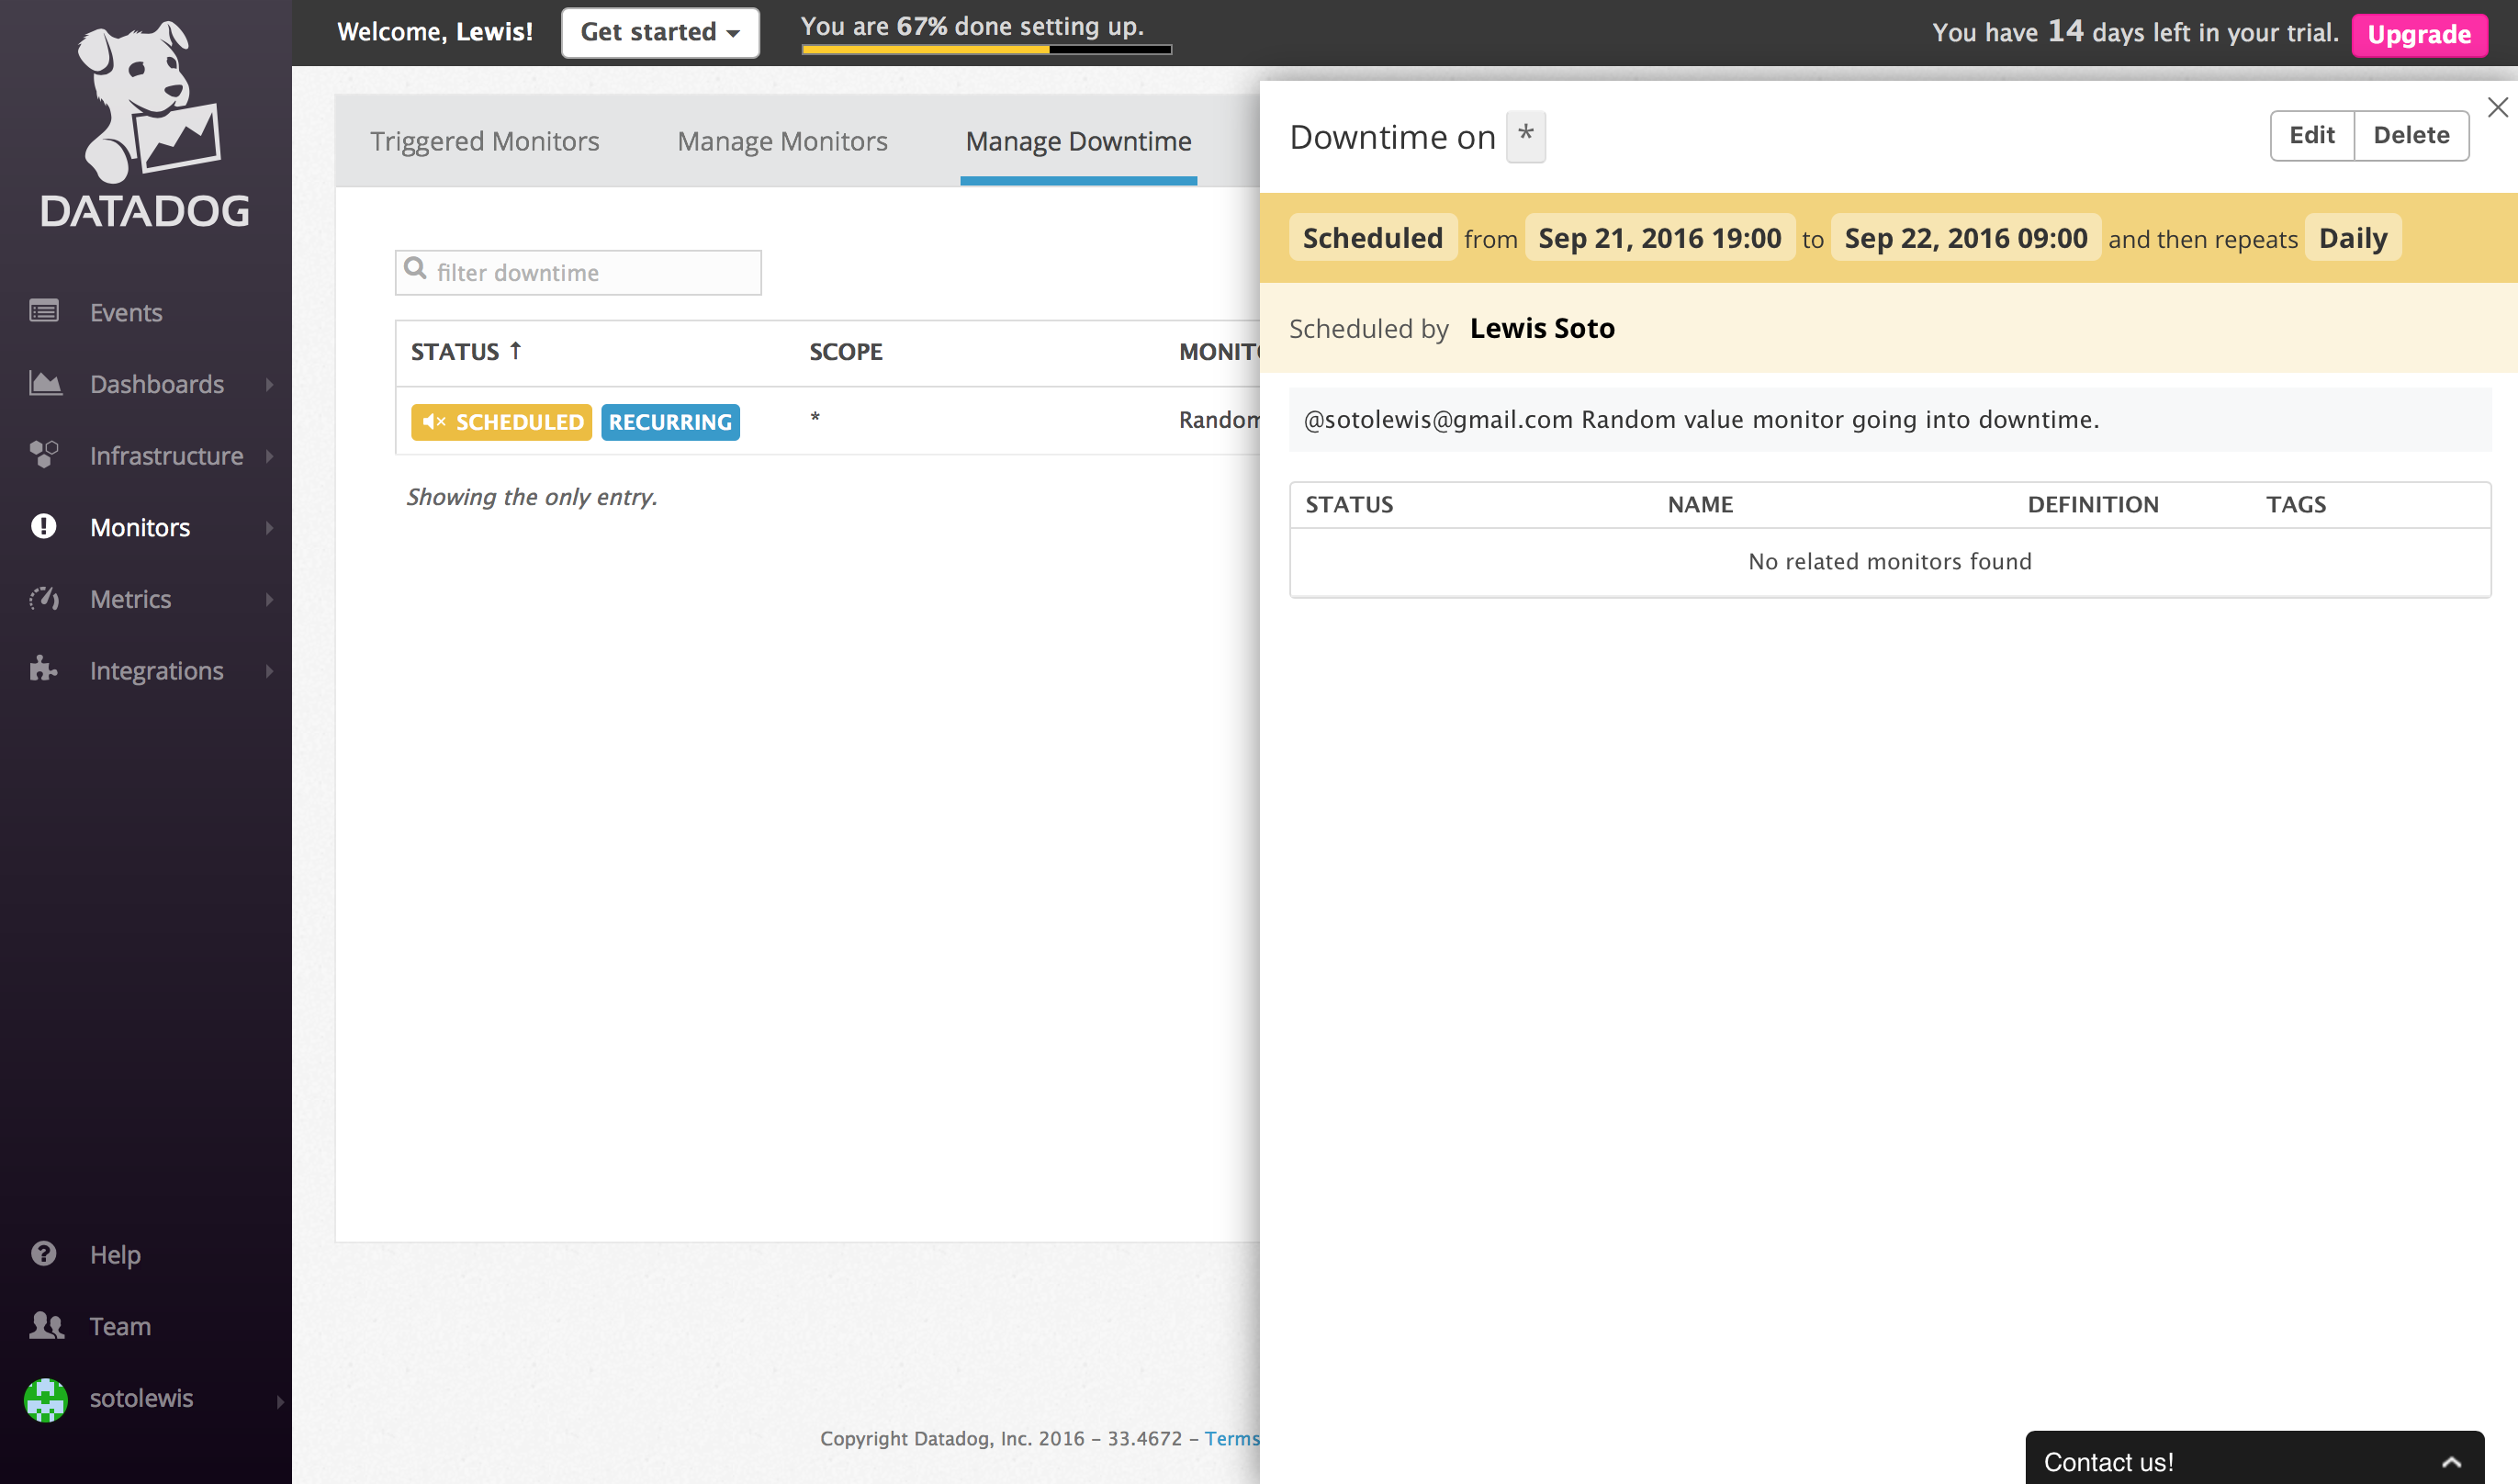 DATADOG
Events
Dashboards
Infrastructure
Monitors
Metrics
Integrations
Help
Team
sotolewis
Welcome, Lewis!
Get started
You are 67% done setting up.
You have 14 days left in your trial.
Upgrade
Triggered Monitors
Manage Monitors
Manage Downtime
filter downtime
STATUS ↑ SCOPE MONITO
SCHEDULED RECURRING * Random
Showing the only entry.
Copyright Datadog, Inc. 2016 – 33.4672 – Terms
Downtime on *
Edit
Delete
Scheduled from Sep 21, 2016 19:00 to Sep 22, 2016 09:00 and then repeats Daily
Scheduled by Lewis Soto
@sotolewis@gmail.com Random value monitor going into downtime.
STATUS NAME DEFINITION TAGS
No related monitors found
Contact us!